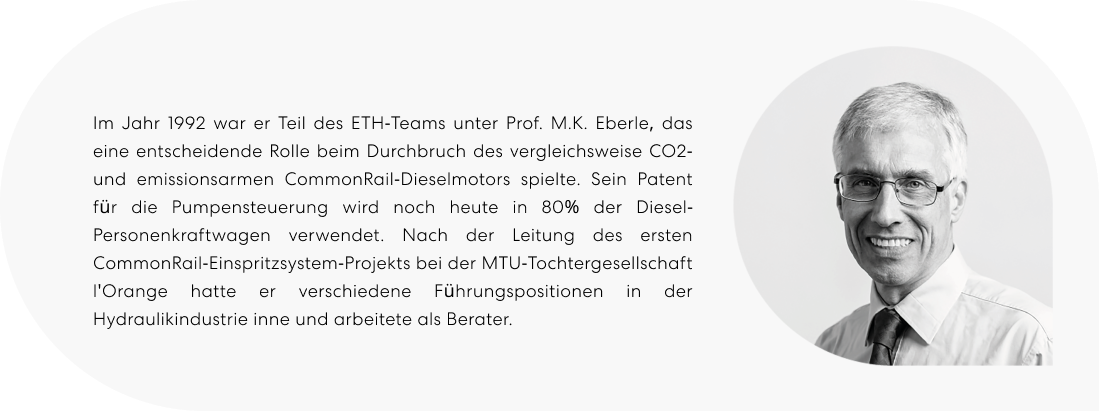 Im Jahr 1992 war er Teil des ETH-Teams unter Prof. M.K. Eberle, das
eine entscheidende Rolle beim Durchbruch des vergleichsweise CO2-
und emissionsarmen CommonRail-Dieselmotors spielte. Sein Patent
für die Pumpensteuerung wird noch heute in 80% der Diesel-
Personenkraftwagen verwendet. Nach der Leitung des ersten
CommonRail-Einspritzsystem-Projekts bei der MTU-Tochtergesellschaft
l'Orange hatte er verschiedene Führungspositionen in der
Hydraulikindustrie inne und arbeitete als Berater.